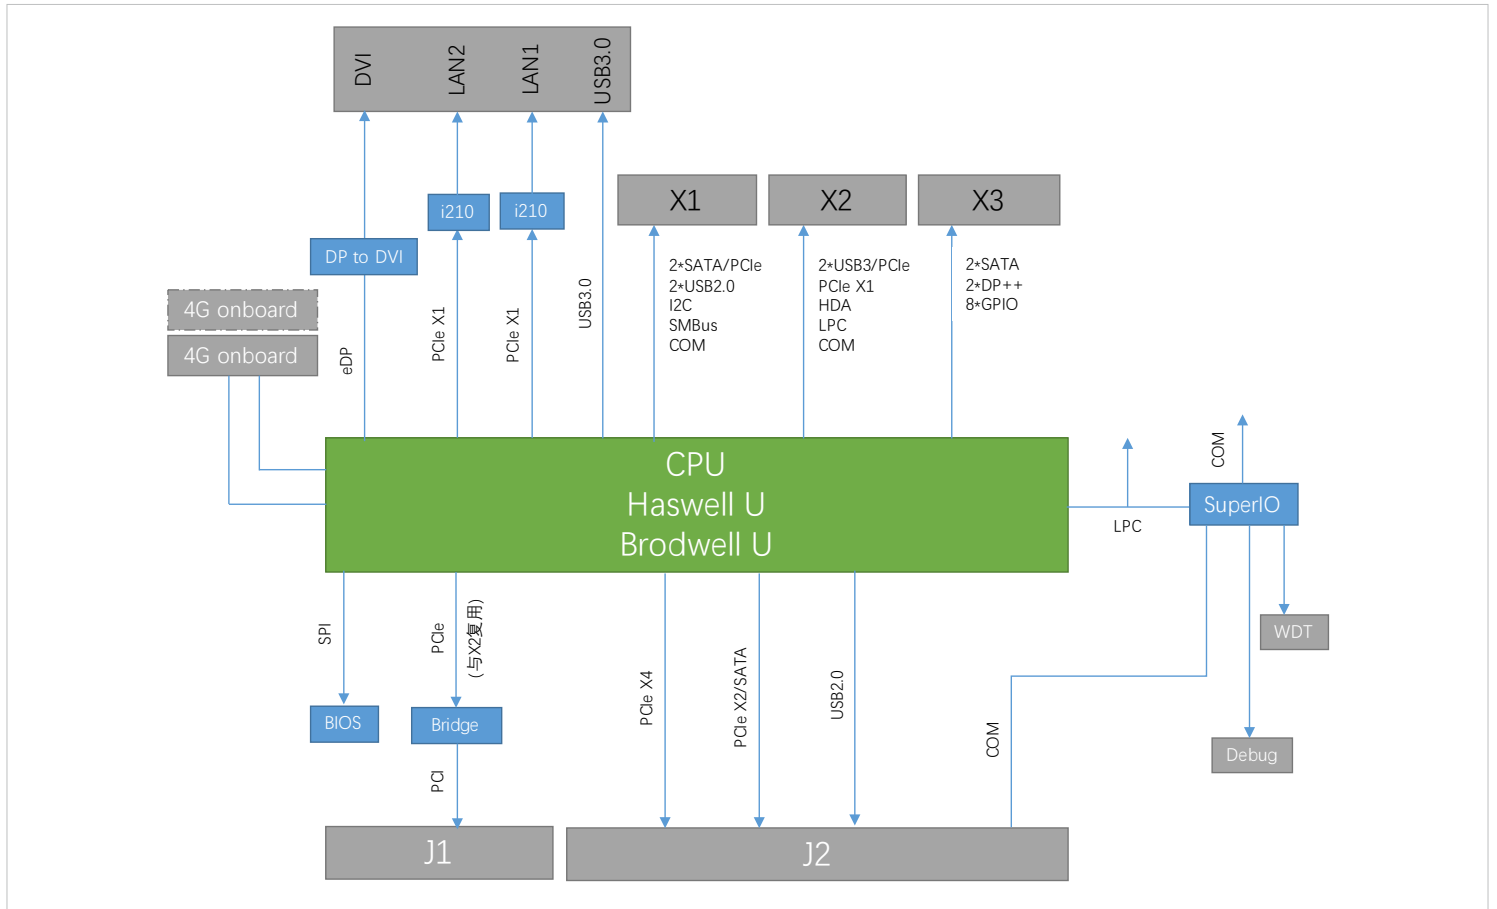 DVI
LAN2
LAN1
USB3.0
i210
i210
X1
X2
X3
DP to DVI
2*SATA/PCIe
2*USB2.0
I2C
SMBus
COM
2*USB3/PCIe
PCIe X1
HDA
LPC
COM
2*SATA
2*DP++
8*GPIO
4G onboard
4G onboard
eDP
PCIe X1
PCIe X1
USB3.0
CPU
Haswell U
Brodwell U
LPC
COM
SuperIO
SPI
PCIe
(与X2复用)
PCIe X4
PCIe X2/SATA
USB2.0
COM
WDT
Debug
BIOS
Bridge
PCI
J1
J2